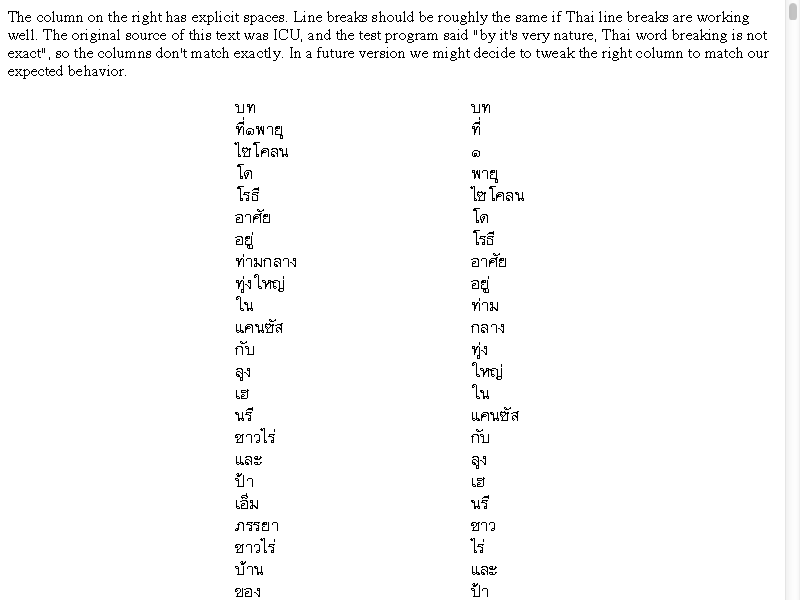 The column on the right has explicit spaces. Line breaks should be roughly the same if Thai line breaks are working
well. The original source of this text was ICU, and the test program said "by it's very nature, Thai word breaking is not
exact", so the columns don't match exactly. In a future version we might decide to tweak the right column to match our
expected behavior.
บท
ที่๑พายุ
ไซโคลน
โด
โรธี
อาศัย
อยู่
ท่ามกลาง
ทุ่งใหญ่
ใน
แคนซัส
กับ
ลุง
เฮ
นรี
ชาวไร่
และ
ป้า
เอ็ม
ภรรยา
ชาวไร่
บ้าน
ของ
บท
ที่
๑
พายุ
ไซโคลน
โด
โรธี
อาศัย
อยู่
ท่าม
กลาง
ทุ่ง
ใหญ่
ใน
แคนซัส
กับ
ลุง
เฮ
นรี
ชาว
ไร่
และ
ป้า